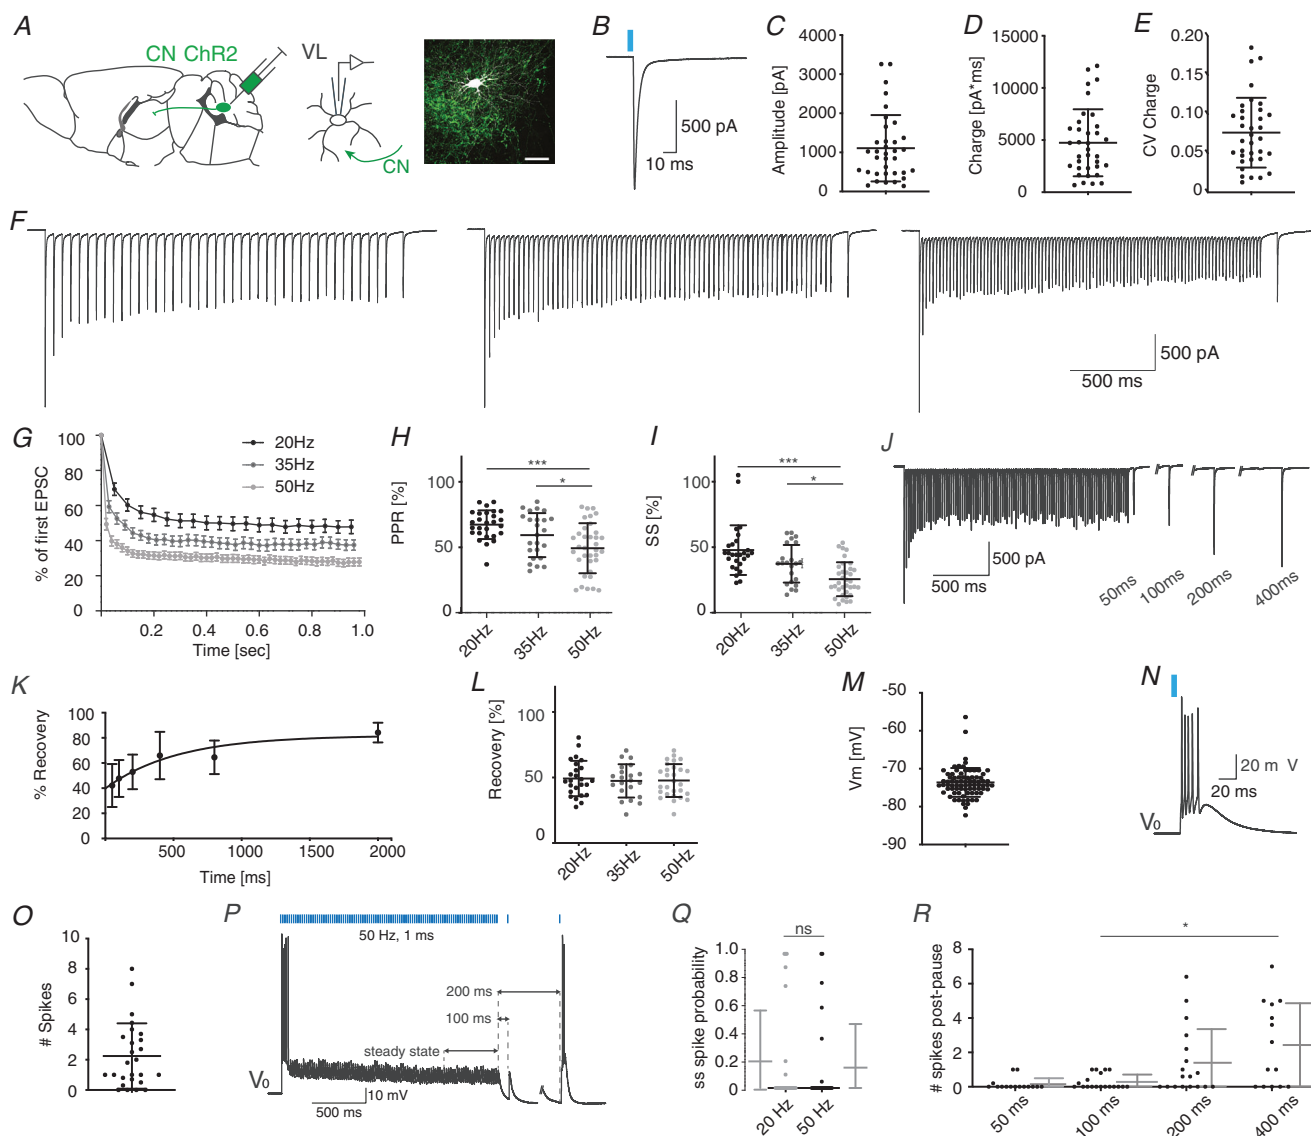 A
CN ChR2
VL
CN
B
500 pA
10 ms
C
Amplitude [pA]
4000
3000
2000
1000
0
D
Charge [pA*ms]
15000
10000
5000
0
E
CV Charge
0.20
0.15
0.10
0.05
0
F
500 pA
500 ms
G
% of first EPSC
100
80
60
40
20
0
20Hz
35Hz
50Hz
0.2
0.4
0.6
0.8
1.0
Time [sec]
H
PPR [%]
100
50
0
***
*
20Hz
35Hz
50Hz
I
SS [%]
100
50
0
***
*
20Hz
35Hz
50Hz
J
500 pA
500 ms
50ms
100ms
200ms
400ms
K
% Recovery
100
80
60
40
20
0
500
1000
1500
2000
Time [ms]
L
Recovery [%]
100
50
0
20Hz
35Hz
50Hz
M
Vm [mV]
-50
-60
-70
-80
-90
N
20 m V
20 ms
V0
O
# Spikes
10
8
6
4
2
0
P
50 Hz, 1 ms
200 ms
100 ms
steady state
V0
10 mV
500 ms
Q
ss spike probability
1.0
0.8
0.6
0.4
0.2
0
ns
20 Hz
50 Hz
R
# spikes post-pause
8
6
4
2
0
*
50 ms
100 ms
200 ms
400 ms